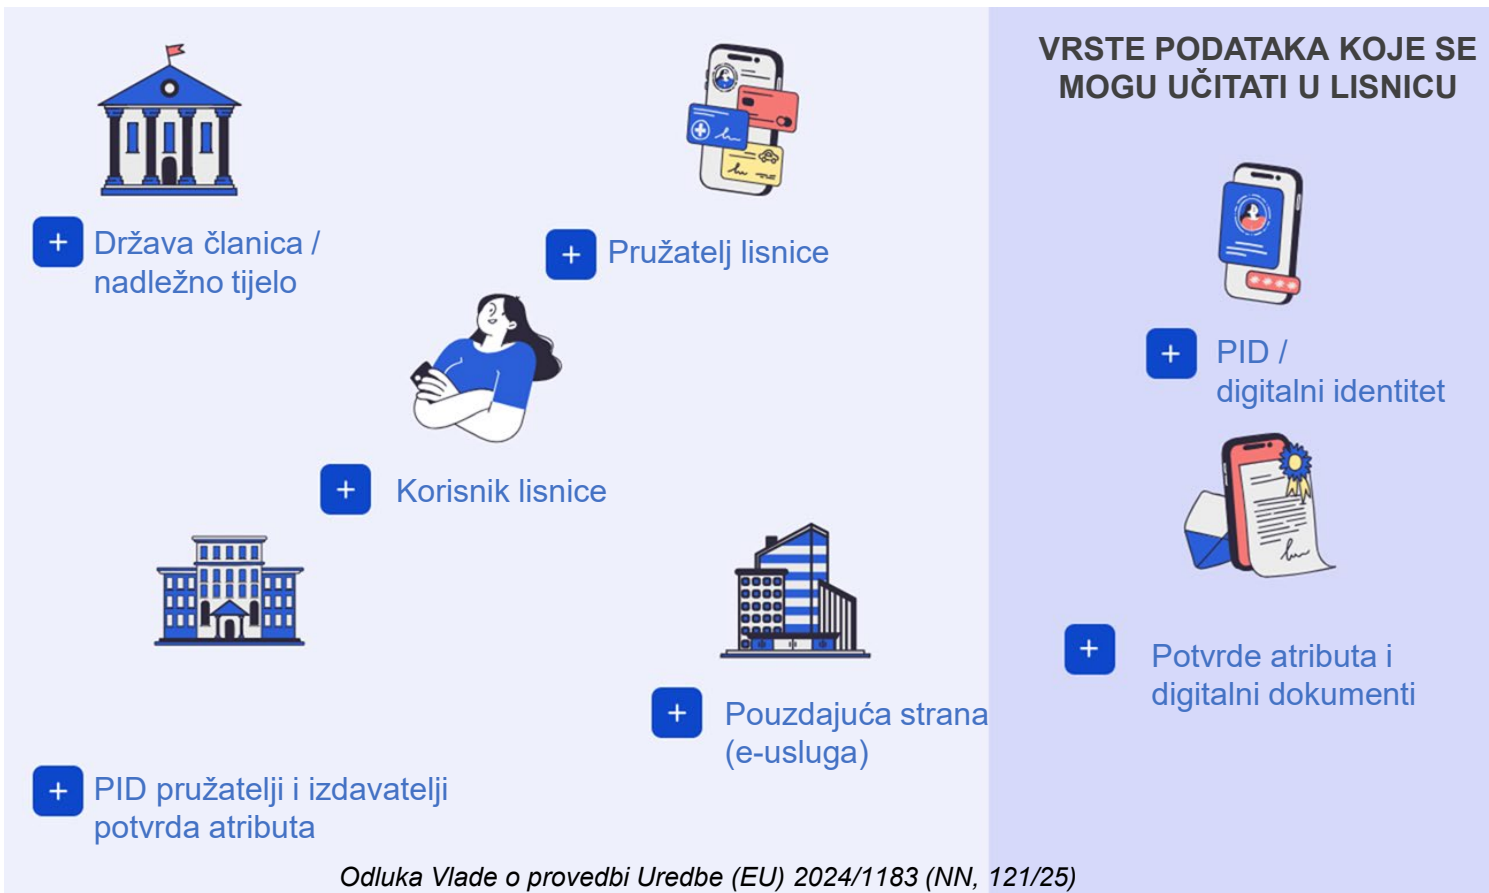 VRSTE PODATAKA KOJE SE
MOGU UČITATI U LISNICU
Država članica /
nadležno tijelo
Pružatelj lisnice
PID /
digitalni identitet
Korisnik lisnice
Potvrde atributa i
digitalni dokumenti
Pouzdajuća strana
(e-usluga)
PID pružatelji i izdavatelji
potvrda atributa
Odluka Vlade o provedbi Uredbe (EU) 2024/1183 (NN, 121/25)